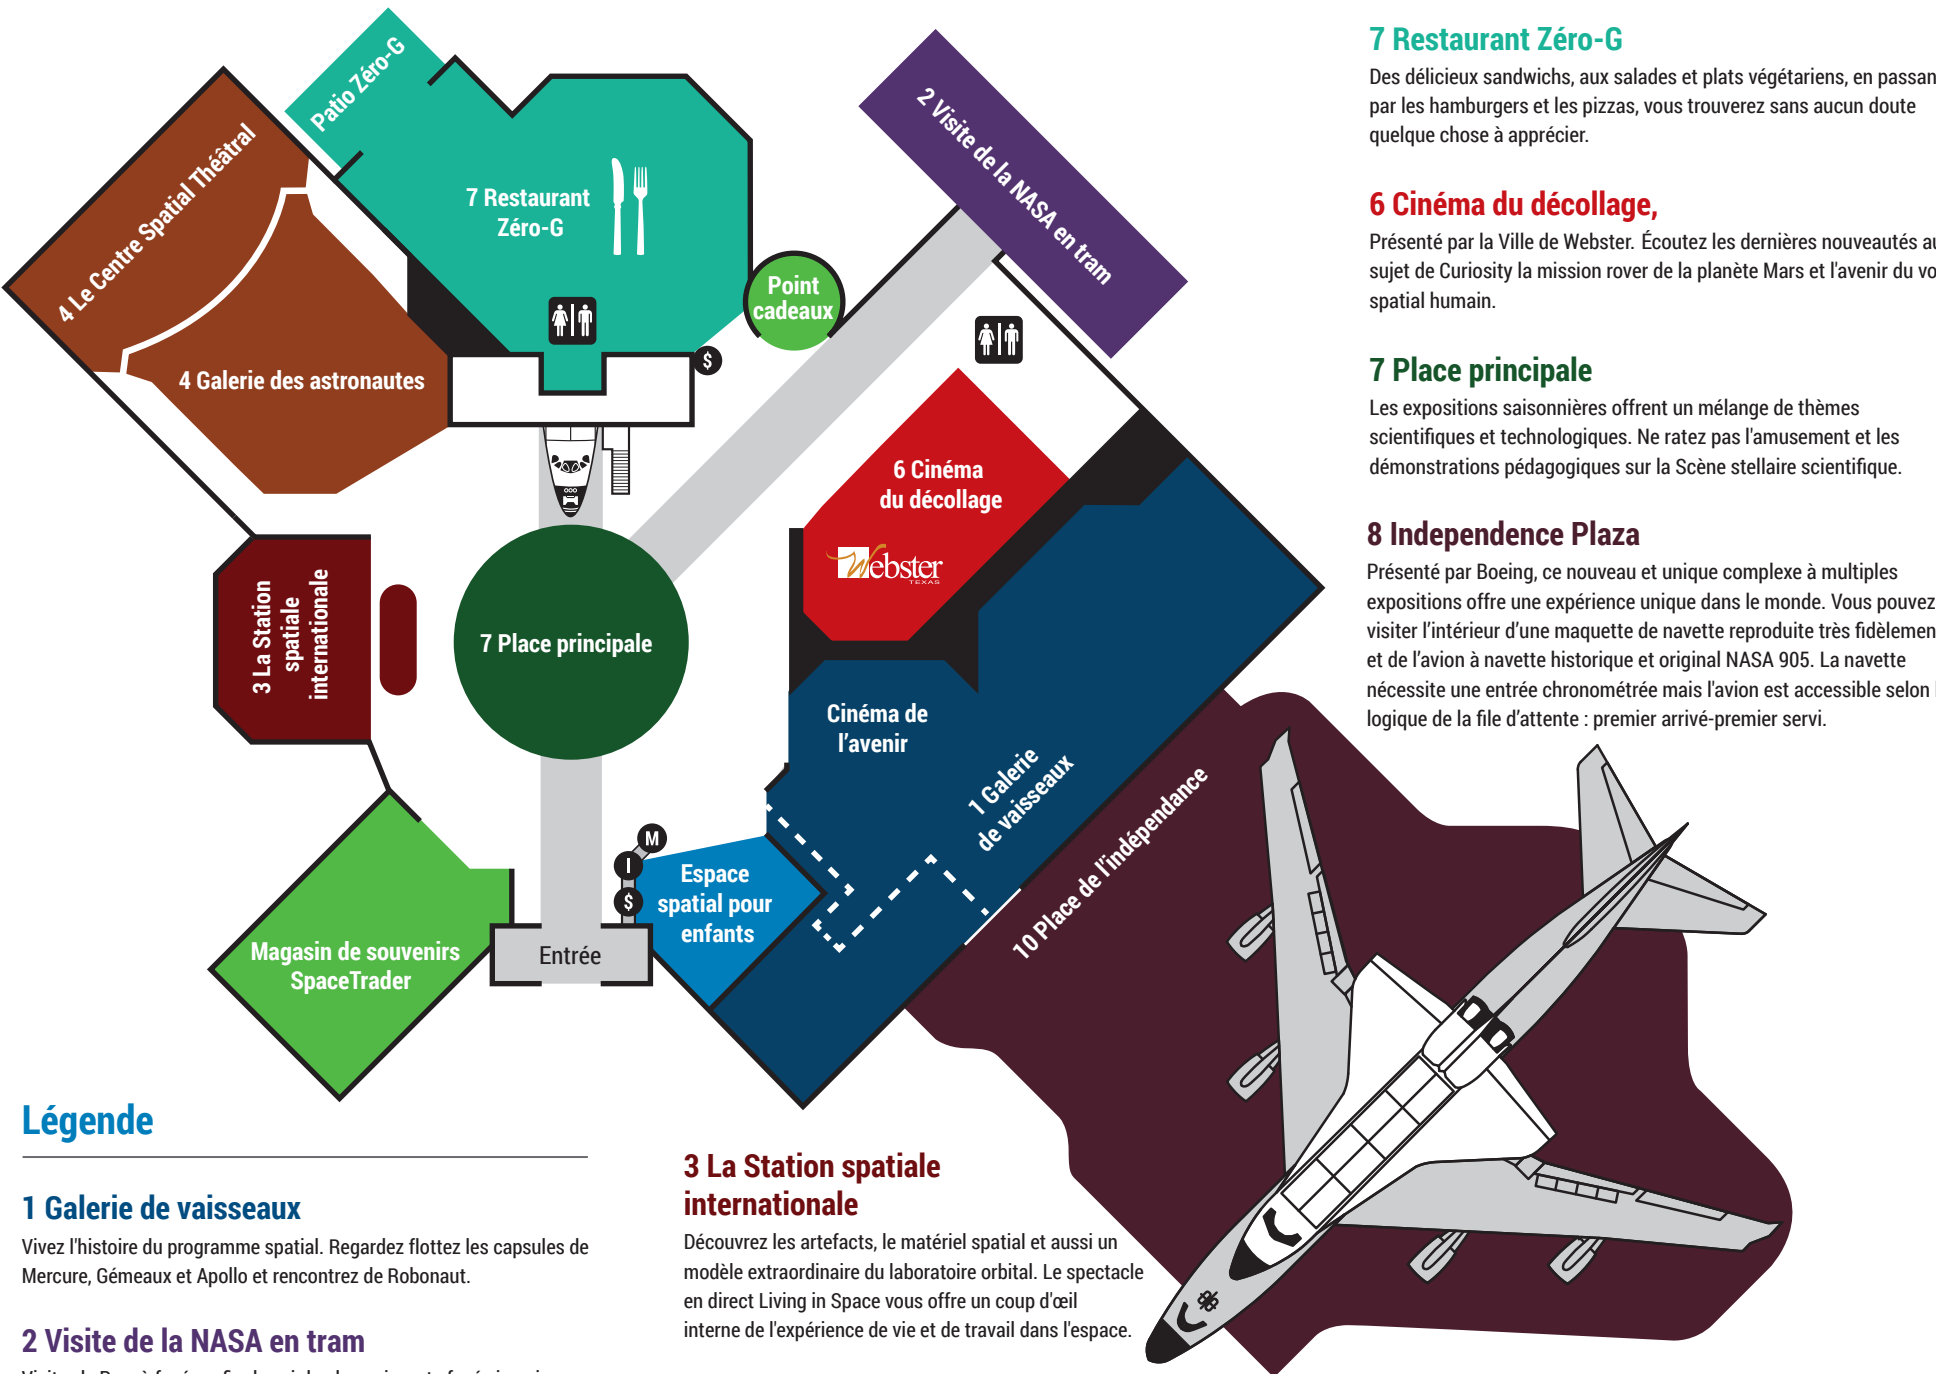 Patio Zéro-G
4 Le Centre Spatial Théâtral
7 Restaurant
Zéro-G
2 Visite de la NASA en tram
Point
cadeaux
$
4 Galerie des astronautes
6 Cinéma
du décollage
Webster
TEXAS
3 La Station
spatiale
internationale
7 Place principale
Cinéma de
l'avenir
1 Galerie
de vaisseaux
10 Place de l'indépendance
M
I
$
Espace
spatial pour
enfants
Magasin de souvenirs
SpaceTrader
Entrée
Légende
1 Galerie de vaisseaux
Vivez l'histoire du programme spatial. Regardez flottez les capsules de
Mercure, Gémeaux et Apollo et rencontrez de Robonaut.
2 Visite de la NASA en tram
3 La Station spatiale
internationale
Découvrez les artefacts, le matériel spatial et aussi un
modèle extraordinaire du laboratoire orbital. Le spectacle
en direct Living in Space vous offre un coup d'œil
interne de l'expérience de vie et de travail dans l'espace.
7 Restaurant Zéro-G
Des délicieux sandwichs, aux salades et plats végétariens, en passan
par les hamburgers et les pizzas, vous trouverez sans aucun doute
quelque chose à apprécier.
6 Cinéma du décollage,
Présenté par la Ville de Webster. Écoutez les dernières nouveautés au
sujet de Curiosity la mission rover de la planète Mars et l'avenir du vo
spatial humain.
7 Place principale
Les expositions saisonnières offrent un mélange de thèmes
scientifiques et technologiques. Ne ratez pas l'amusement et les
démonstrations pédagogiques sur la Scène stellaire scientifique.
8 Independence Plaza
Présenté par Boeing, ce nouveau et unique complexe à multiples
expositions offre une expérience unique dans le monde. Vous pouvez
visiter l'intérieur d'une maquette de navette reproduite très fidèlemen
et de l'avion à navette historique et original NASA 905. La navette
nécessite une entrée chronométrée mais l'avion est accessible selon
logique de la file d'attente : premier arrivé-premier servi.